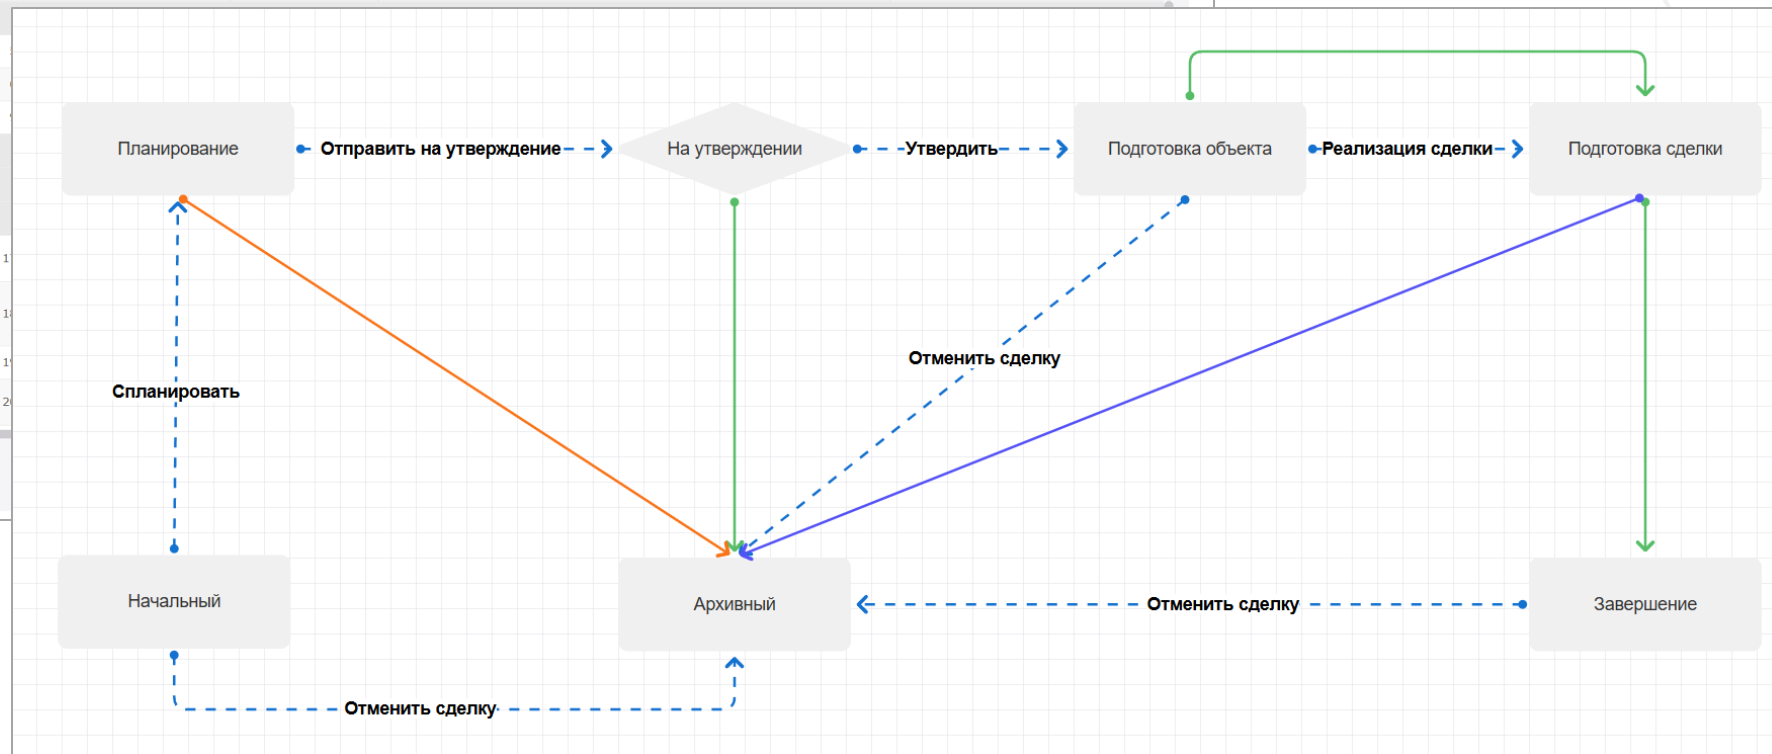 Планирование
Отправить на утверждение
На утверждении
Утвердить
Подготовка объекта
Реализация сделки
Подготовка сделки
Отменить сделку
Спланировать
Начальный
Архивный
Отменить сделку
Завершение
Отменить сделку